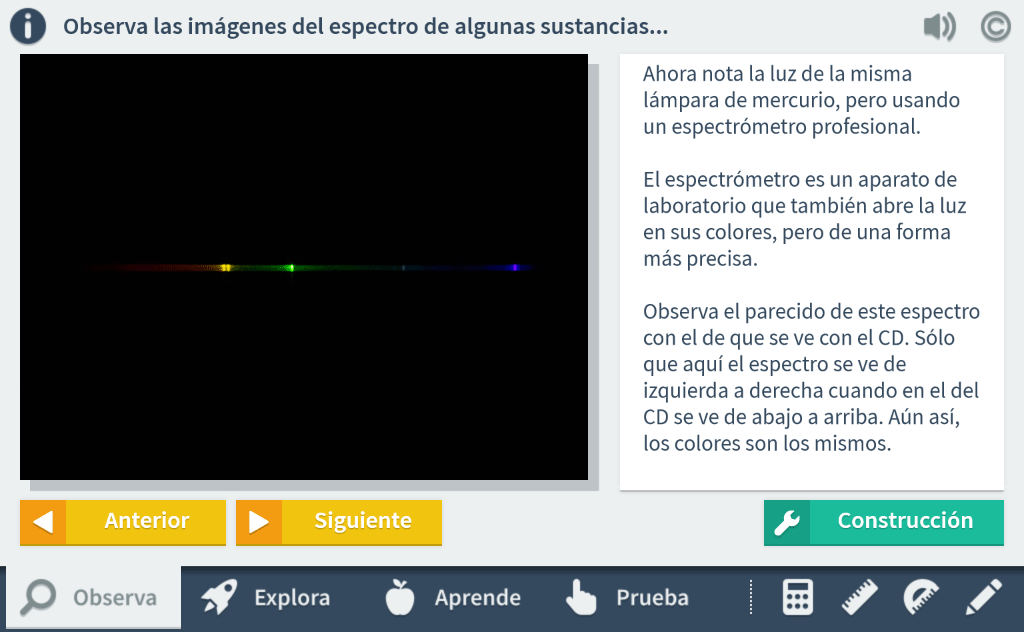 Observa las imágenes del espectro de algunas sustancias...
Ahora nota la luz de la misma
lámpara de mercurio, pero usando
un espectrómetro profesional.
El espectrómetro es un aparato de
laboratorio que también abre la luz
en sus colores, pero de una forma
más precisa.
Observa el parecido de este espectro
con el de que se ve con el CD. Sólo
que aquí el espectro se ve de
izquierda a derecha cuando en el del
CD se ve de abajo a arriba. Aún así,
los colores son los mismos.
Anterior
Siguiente
Construcción
Observa
Explora
Aprende
Prueba